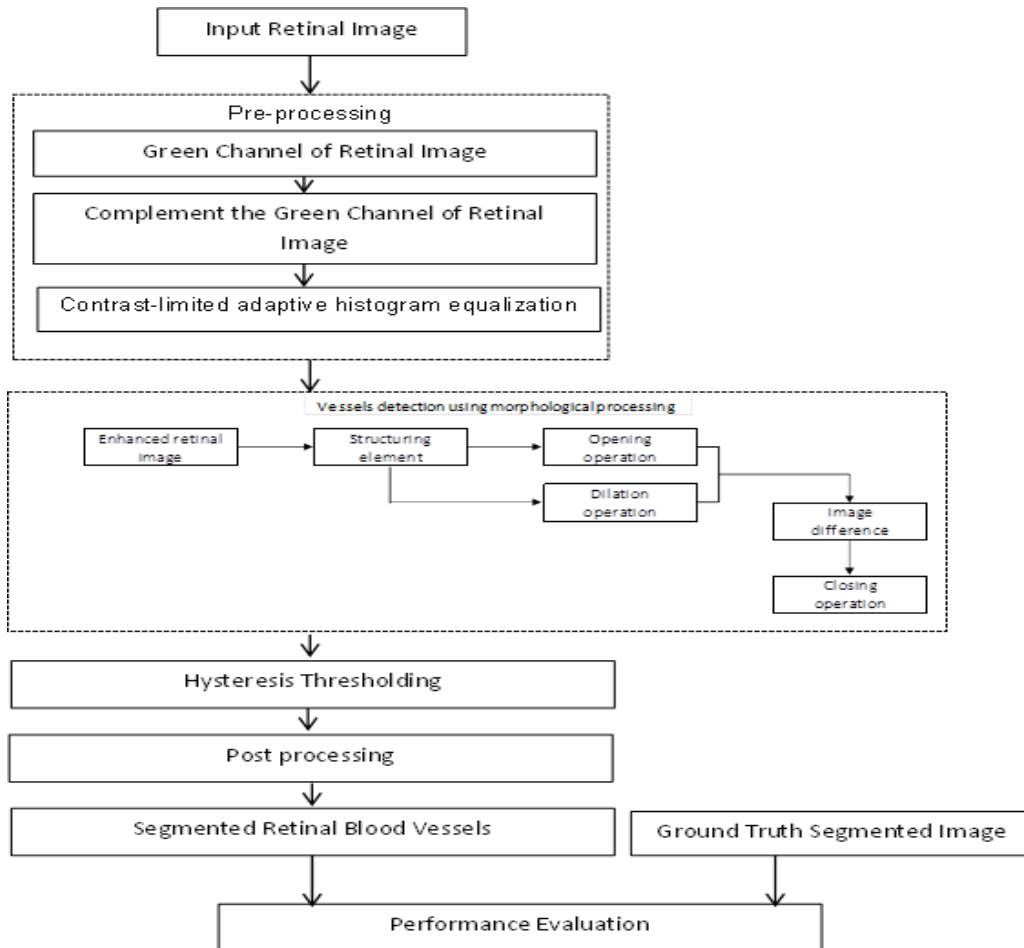 Input Retinal Image
Pre-processing
Green Channel of Retinal Image
Complement the Green Channel of Retinal
Image
Contrast-limited adaptive histogram equalization
Vessels detection using morphological processing
Enhanced retinal
image
Structuring
element
Opening
operation
Dilation
operation
Image
difference
Closing
operation
Hysteresis Thresholding
Post processing
Segmented Retinal Blood Vessels
Ground Truth Segmented Image
Performance Evaluation